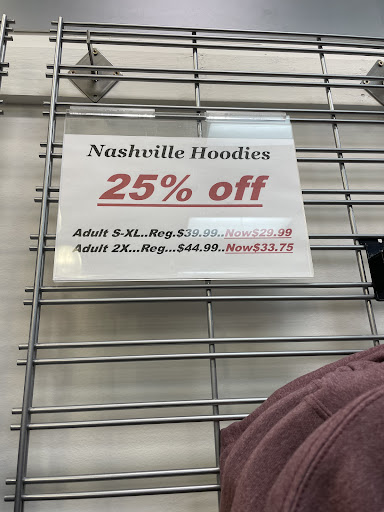 Nashville Hoodies
25% off
Adult S-XL..Reg.$39.99..Now$29.99
Adult 2X...Reg...$44.99...Now$33.75